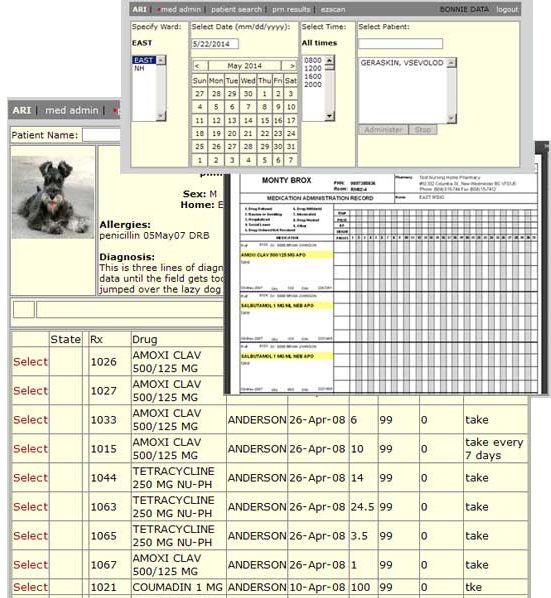 ARI | *med admin | patient search | prn results | ezscan BONNIE DATA logout
Specify Ward: Select Date (mm/dd/yyyy): Select Time: Select Patient:
EAST 5/22/2014 All times
EAST
NH
< May 2014 >
Sun Mon Tue Wed Thu Fri Sat
27 28 29 30 1 2 3
4 5 6 7 8 9 10
11 12 13 14 15 16 17
18 19 20 21 22 23 24
25 26 27 28 29 30 31
1 2 3 4 5 6 7
0800
1200
1600
2000
GERASKIN, VSEVOLOD
Administer Stop
ARI | med admin |
Patient Name:
Sex: M
Home: E
Allergies:
penicillin 05May07 DRB
Diagnosis:
This is three lines of diagn
data until the field gets too
jumped over the lazy dog
MONTY BROX
MEDICATION ADMINISTRATION RECORD
MEDICATION
AMOXI CLAV 500/125 MG APO
take
SALBUTAMOL 1 MG/ML NEB APO
take
SALBUTAMOL 1 MG/ML NEB APO
take
State Rx Drug
Select 1026 AMOXI CLAV
500/125 MG
Select 1027 AMOXI CLAV
500/125 MG
Select 1033 AMOXI CLAV
500/125 MG ANDERSON 26-Apr-08 6 99 0 take
Select 1015 AMOXI CLAV
500/125 MG ANDERSON 26-Apr-08 10 99 0 take every
7 days
Select 1044 TETRACYCLINE
250 MG NU-PH ANDERSON 26-Apr-08 14 99 0 take
Select 1063 TETRACYCLINE
250 MG NU-PH ANDERSON 26-Apr-08 24.5 99 0 take
Select 1065 TETRACYCLINE
250 MG NU-PH ANDERSON 26-Apr-08 3.5 99 0 take
Select 1067 AMOXI CLAV
500/125 MG ANDERSON 26-Apr-08 1 99 0 take
Select 1021 COUMADIN 1 MG ANDERSON 10-Apr-08 100 99 0 tke